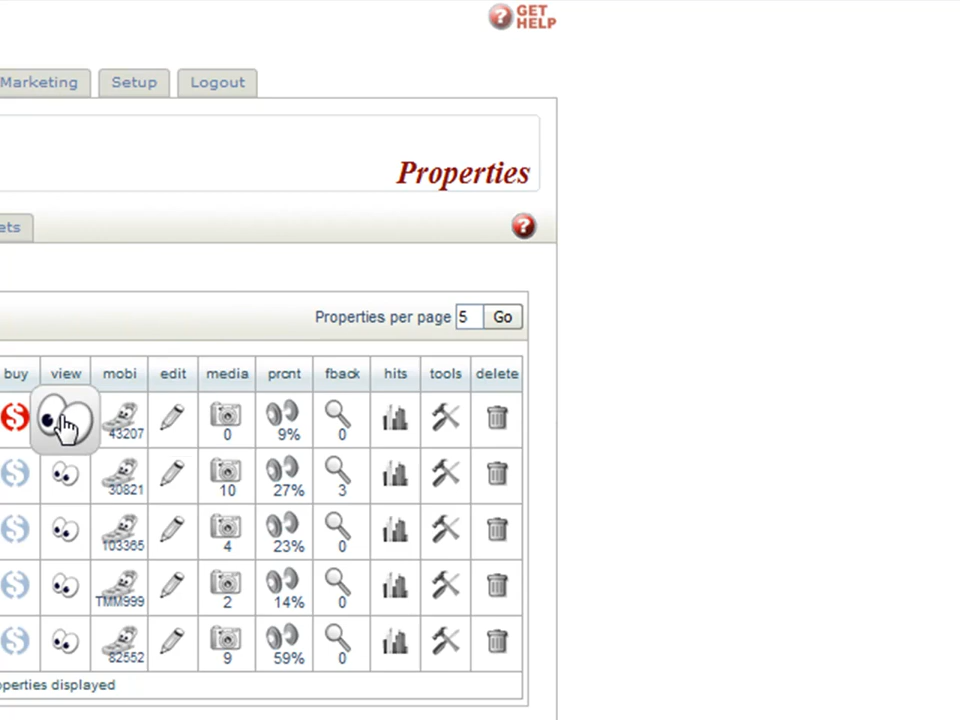 GET
HELP
Marketing Setup Logout
Properties
ets
Properties per page 5 Go
buy view mobi edit media pront fback hits tools delete
43207 0 9% 0
30821 10 27% 3
103365 4 23% 0
TMM999 2 14% 0
82552 9 59% 0
operties displayed